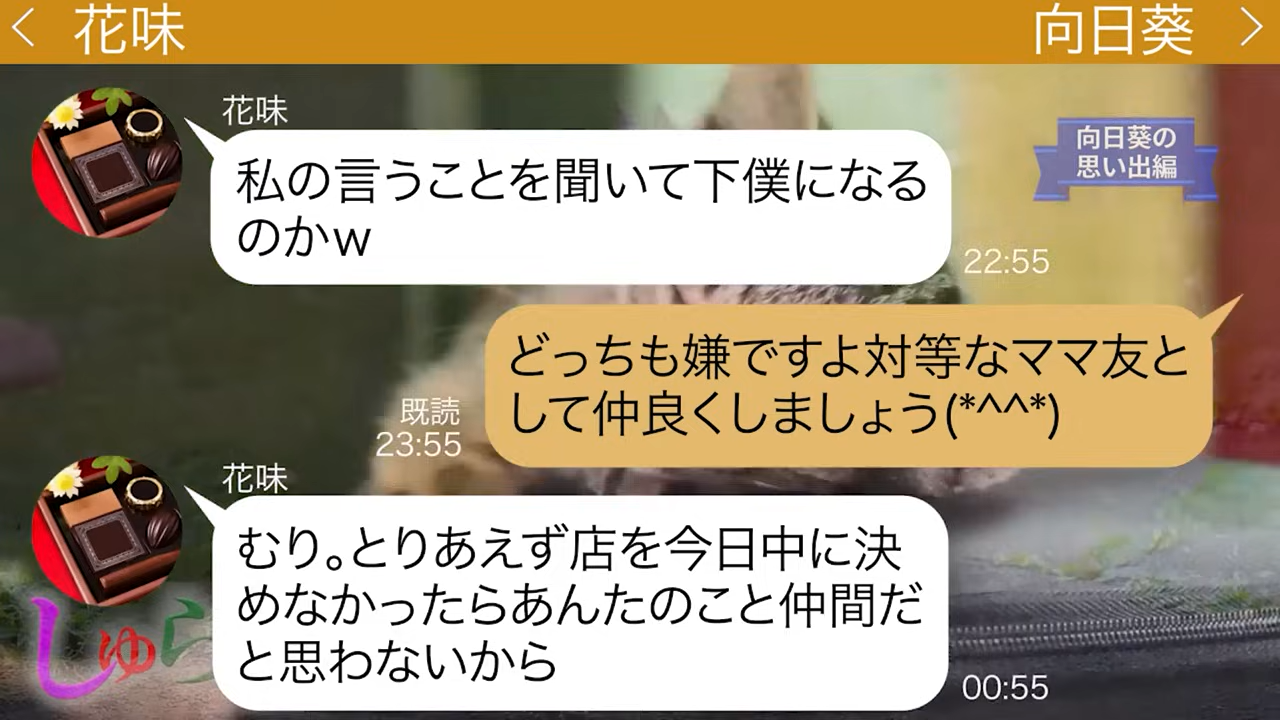 花味
向日葵
花味
向日葵の
思い出編
私の言うことを聞いて下僕になる
のかw
22:55
どっちも嫌ですよ対等なママ友と
して仲良くしましょう(*^^*)
既読
23:55
花味
むり。とりあえず店を今日中に決
めなかったらあんたのこと仲間だ
と思わないから
00:55
しゅら